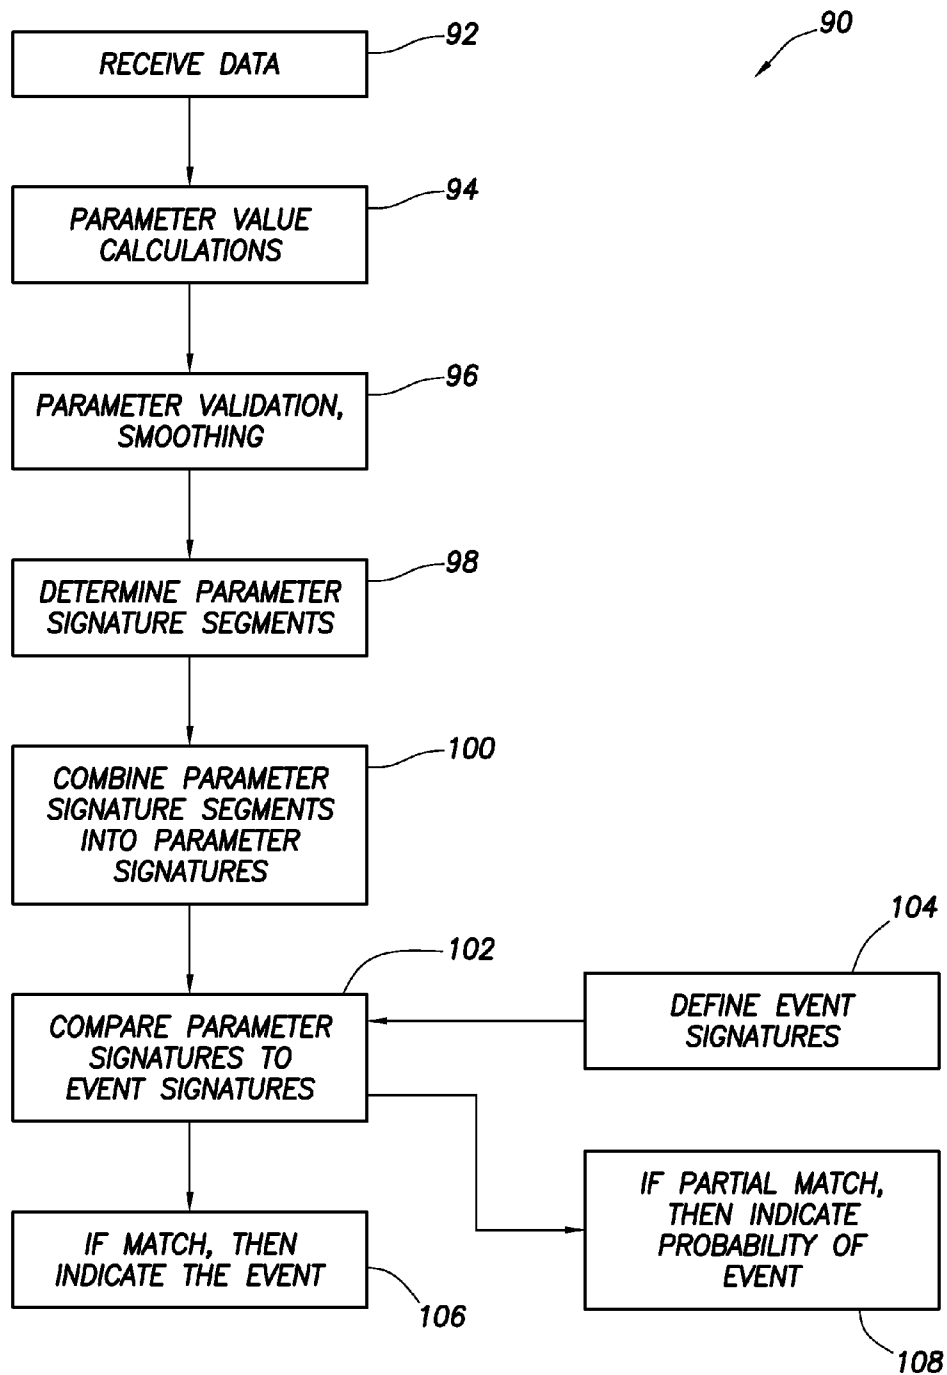 90
92
RECEIVE DATA
94
PARAMETER VALUE
CALCULATIONS
96
PARAMETER VALIDATION,
SMOOTHING
98
DETERMINE PARAMETER
SIGNATURE SEGMENTS
100
COMBINE PARAMETER
SIGNATURE SEGMENTS
INTO PARAMETER
SIGNATURES
102
COMPARE PARAMETER
SIGNATURES TO
EVENT SIGNATURES
104
DEFINE EVENT
SIGNATURES
IF MATCH, THEN
INDICATE THE EVENT
106
IF PARTIAL MATCH,
THEN INDICATE
PROBABILITY OF
EVENT
108